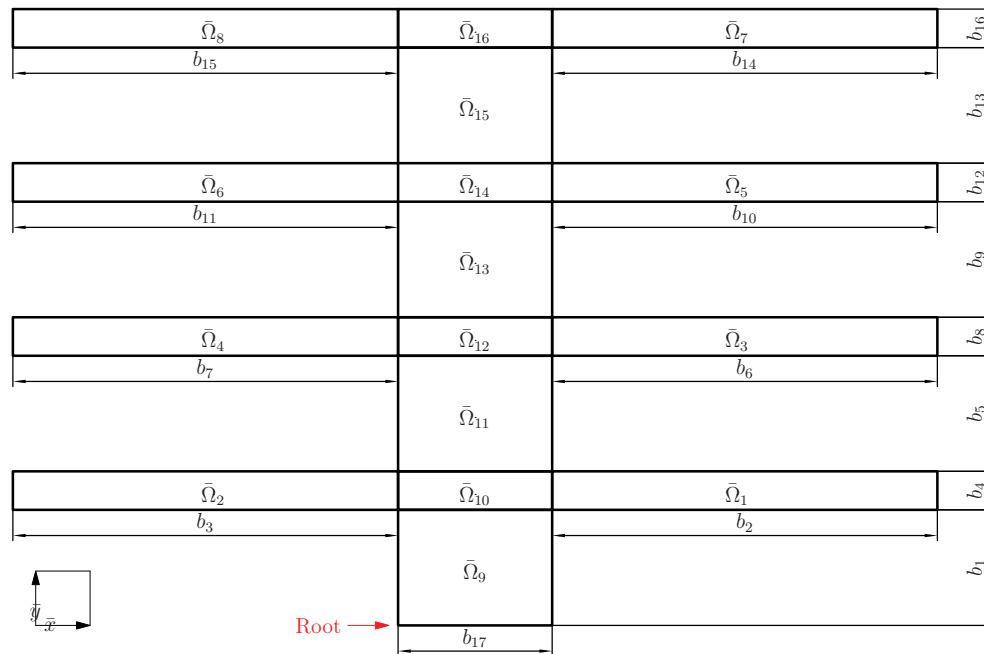 Ω̄₈ Ω̄₁₆ Ω̄₇ b₁₆
b₁₅ b₁₄
Ω̄₁₅ b₁₃
Ω̄₆ Ω̄₁₄ Ω̄₅ b₁₂
b₁₁ b₁₀
Ω̄₁₃ b₉
Ω̄₄ Ω̄₁₂ Ω̄₃ b₈
b₇ b₆
Ω̄₁₁ b₅
Ω̄₂ Ω̄₁₀ Ω̄₁ b₄
b₃ b₂
Ω̄₉ b₁
ȳ x̄
Root
b₁₇